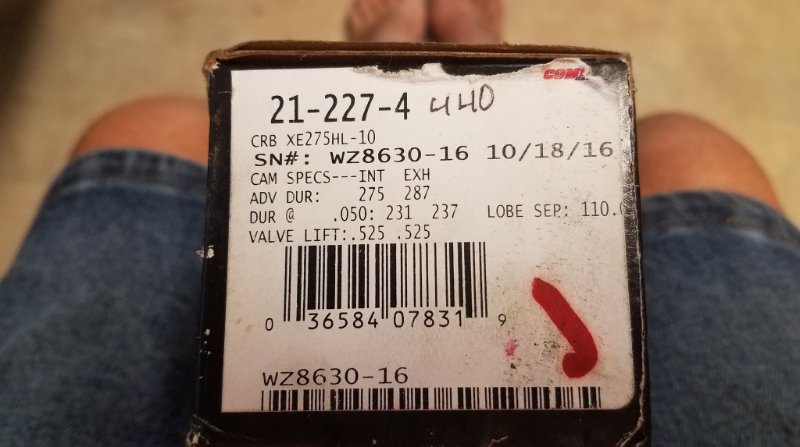 COMP
21-227-4 440
CRB XE275HL-10
SN#: WZ8630-16 10/18/16
CAM SPECS---INT EXH
ADV DUR: 275 287
DUR @ .050: 231 237 LOBE SEP: 110.0
VALVE LIFT:.525 .525
0 36584 07831 9
WZ8630-16